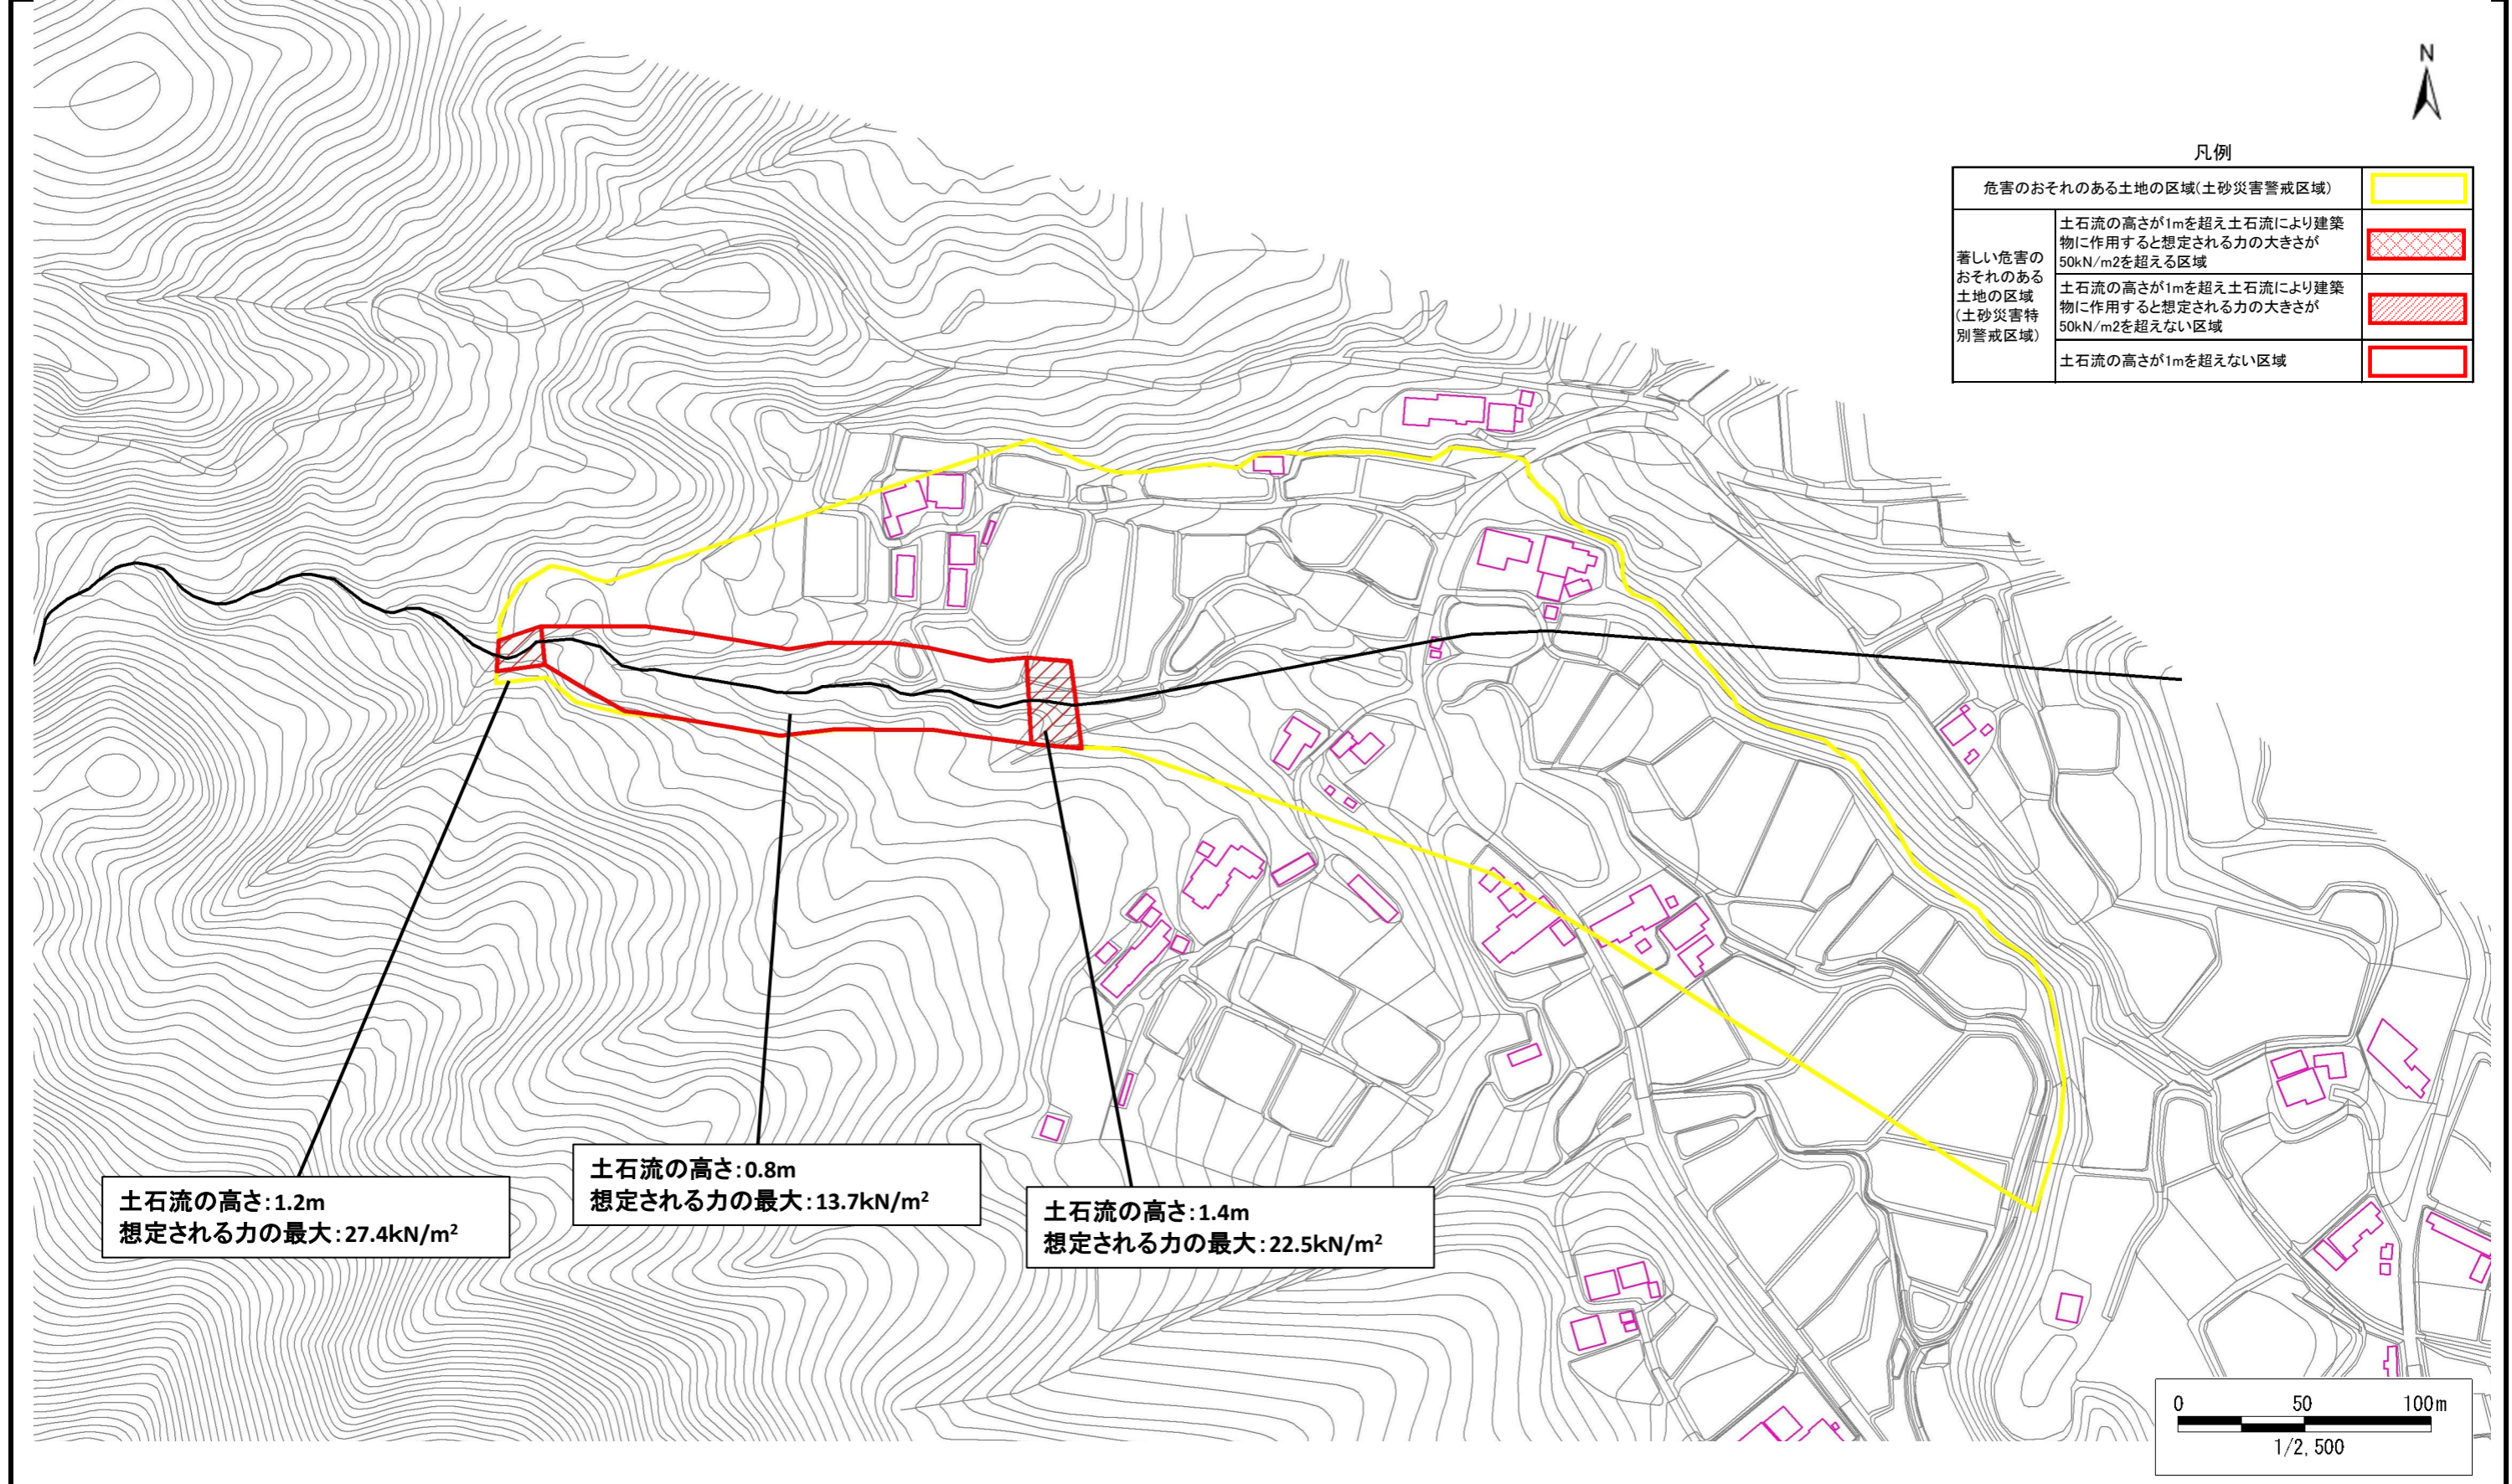 N
凡例
危害のおそれのある土地の区域(土砂災害警戒区域)
著しい危害の
おそれのある
土地の区域
(土砂災害特
別警戒区域)
土石流の高さが1mを超え土石流により建築
物に作用すると想定される力の大きさが
50kN/m2を超える区域
土石流の高さが1mを超え土石流により建築
物に作用すると想定される力の大きさが
50kN/m2を超えない区域
土石流の高さが1mを超えない区域
土石流の高さ:1.2m
想定される力の最大:27.4kN/m²
土石流の高さ:0.8m
想定される力の最大:13.7kN/m²
土石流の高さ:1.4m
想定される力の最大:22.5kN/m²
0 50 100m
1/2,500